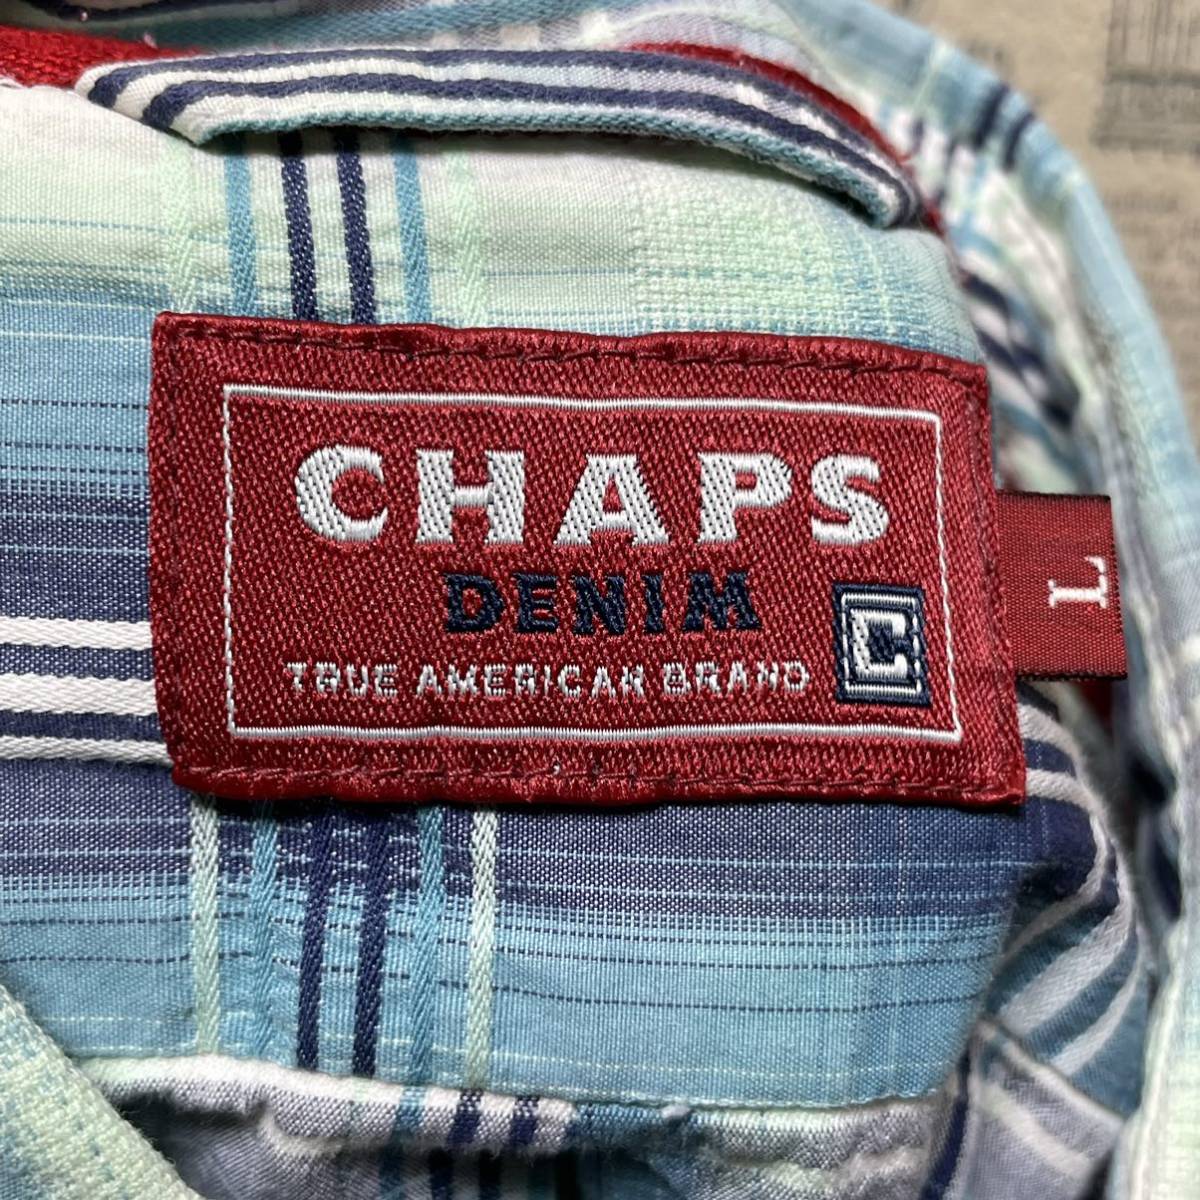 CHAPS
DENIM
TRUE AMERICAN BRAND
C
L